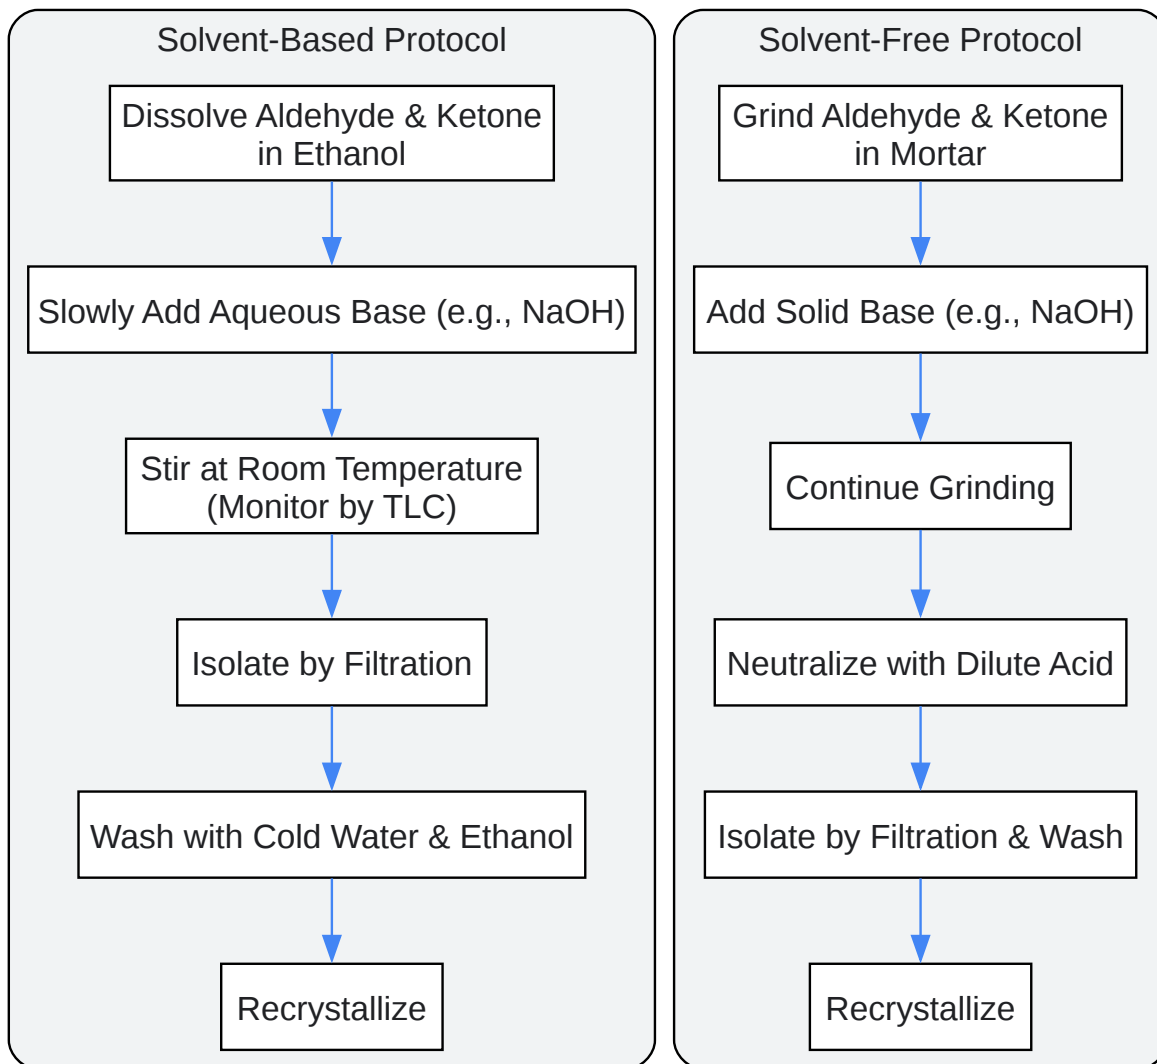 Solvent-Based Protocol
Dissolve Aldehyde & Ketone
in Ethanol
Slowly Add Aqueous Base (e.g., NaOH)
Stir at Room Temperature
(Monitor by TLC)
Isolate by Filtration
Wash with Cold Water & Ethanol
Recrystallize
Solvent-Free Protocol
Grind Aldehyde & Ketone
in Mortar
Add Solid Base (e.g., NaOH)
Continue Grinding
Neutralize with Dilute Acid
Isolate by Filtration & Wash
Recrystallize